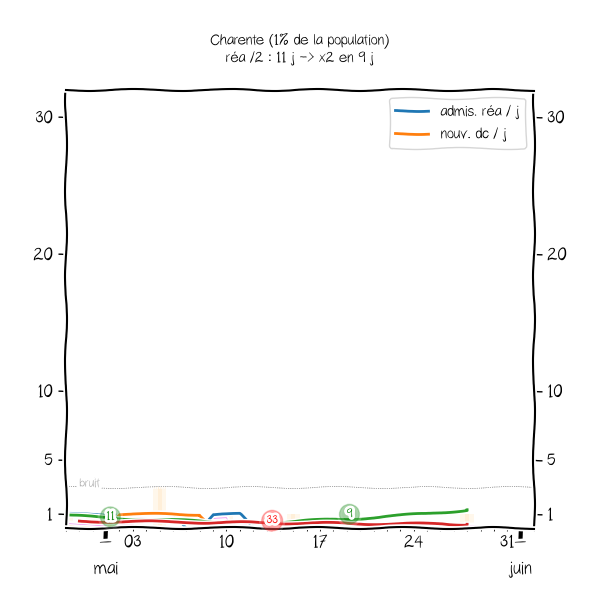 Charente (1% de la population)
réa /2 : 11 j -> x2 en 9 j
admis. réa / j
nouv. dc / j
30
30
20
20
10
10
5
5
bruit
1
1
11
33
9
03
10
17
24
31
mai
juin